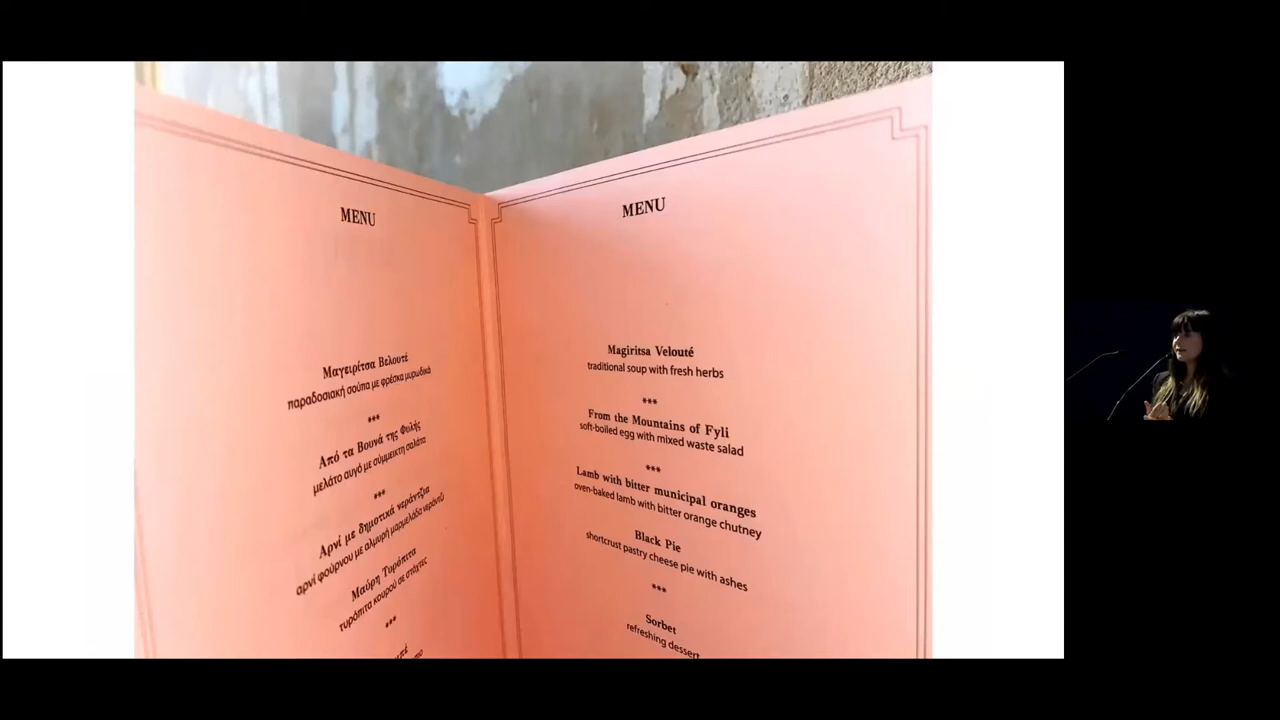 MENU
Μαγειρίτσα Βελουτέ
παραδοσιακή σούπα με φρέσκα μυρωδικά
***
Από τα Βουνά της Φυλής
μελάτο αυγό με σύμμεικτη σαλάτα
***
Αρνί με δημοτικά νεράντζια
αρνί φούρνου με αλμυρή μαρμελάδα νεράντζι
Μαύρη Τυρόπιτα
τυρόπιτα κουρού σε στάχτες
***
MENU
Magiritsa Velouté
traditional soup with fresh herbs
***
From the Mountains of Fyli
soft-boiled egg with mixed waste salad
***
Lamb with bitter municipal oranges
oven-baked lamb with bitter orange chutney
Black Pie
shortcrust pastry cheese pie with ashes
***
Sorbet
refreshing dessert